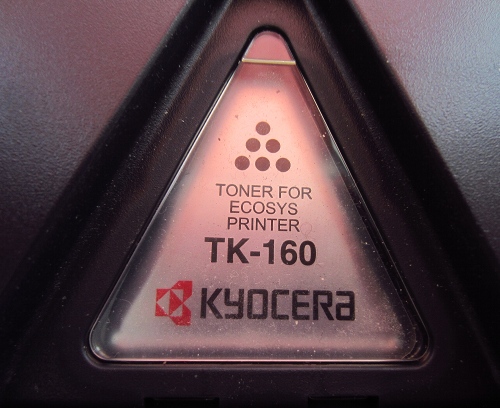 TONER FOR
ECOSYS
PRINTER
TK-160
KYOCERA